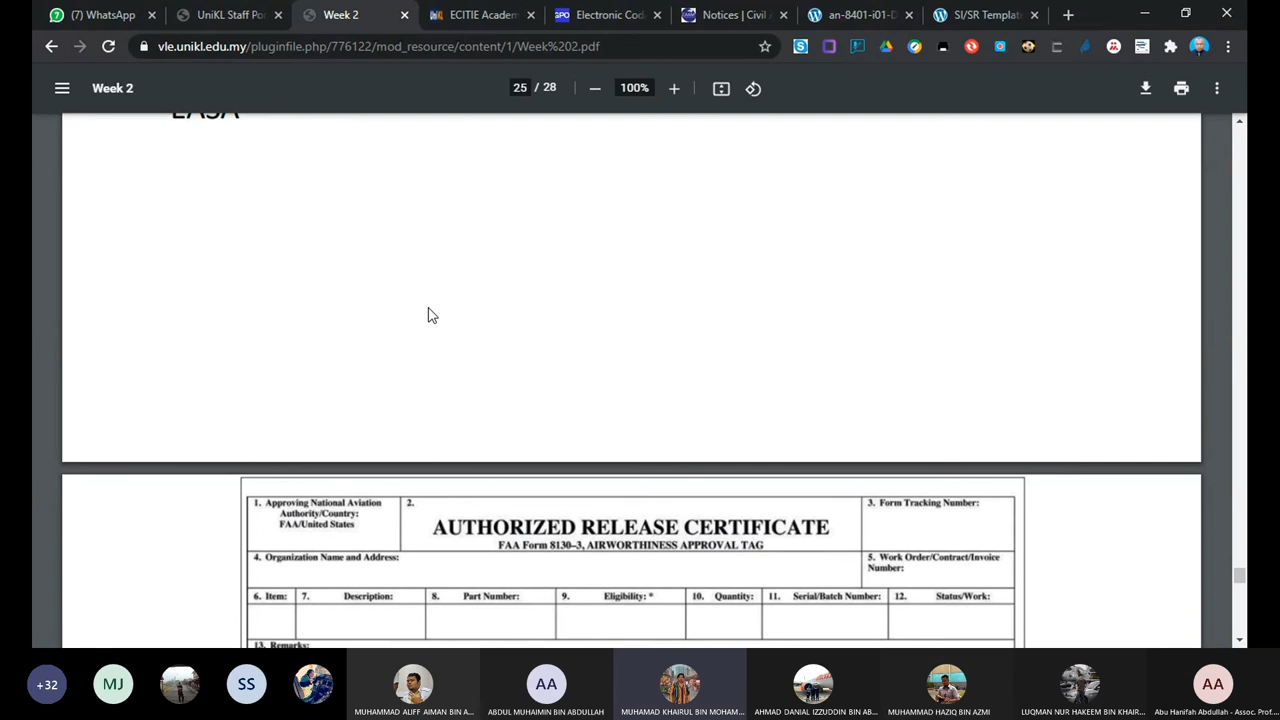 (7) WhatsApp
UniKL Staff Po
Week 2
ECITIE Academ
Electronic Cod
Notices | Civil
an-8401-i01-D
SI/SR Template
vle.unikl.edu.my/pluginfile.php/776122/mod_resource/content/1/Week%202.pdf
Week 2
25 / 28
100%
EASA
1. Approving National Aviation
Authority/Country:
FAA/United States
2.
AUTHORIZED RELEASE CERTIFICATE
FAA Form 8130–3, AIRWORTHINESS APPROVAL TAG
3. Form Tracking Number:
4. Organization Name and Address:
5. Work Order/Contract/Invoice
Number:
6. Item:
7. Description:
8. Part Number:
9. Eligibility: *
10. Quantity:
11. Serial/Batch Number:
12. Status/Work:
13. Remarks:
+32
MJ
SS
MUHAMMAD ALIFF AIMAN BIN A...
AA
ABDUL MUHAIMIN BIN ABDULLAH
MUHAMAD KHAIRUL BIN MOHAM...
AHMAD DANIAL IZZUDDIN BIN AB...
MUHAMMAD HAZIQ BIN AZMI
LUQMAN NUR HAKEEM BIN KHAIR...
AA
Abu Hanifah Abdullah - Assoc. Prof...